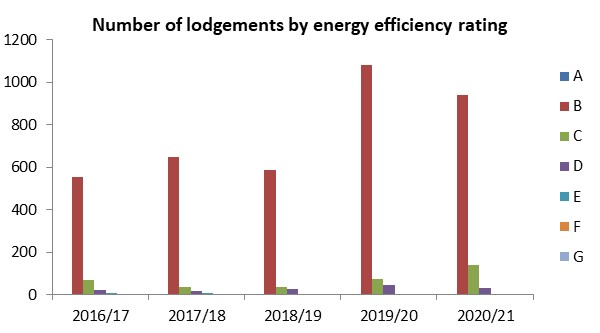 Number of lodgements by energy efficiency rating
1200
1000
800
600
400
200
0
2016/17 2017/18 2018/19 2019/20 2020/21
A
B
C
D
E
F
G